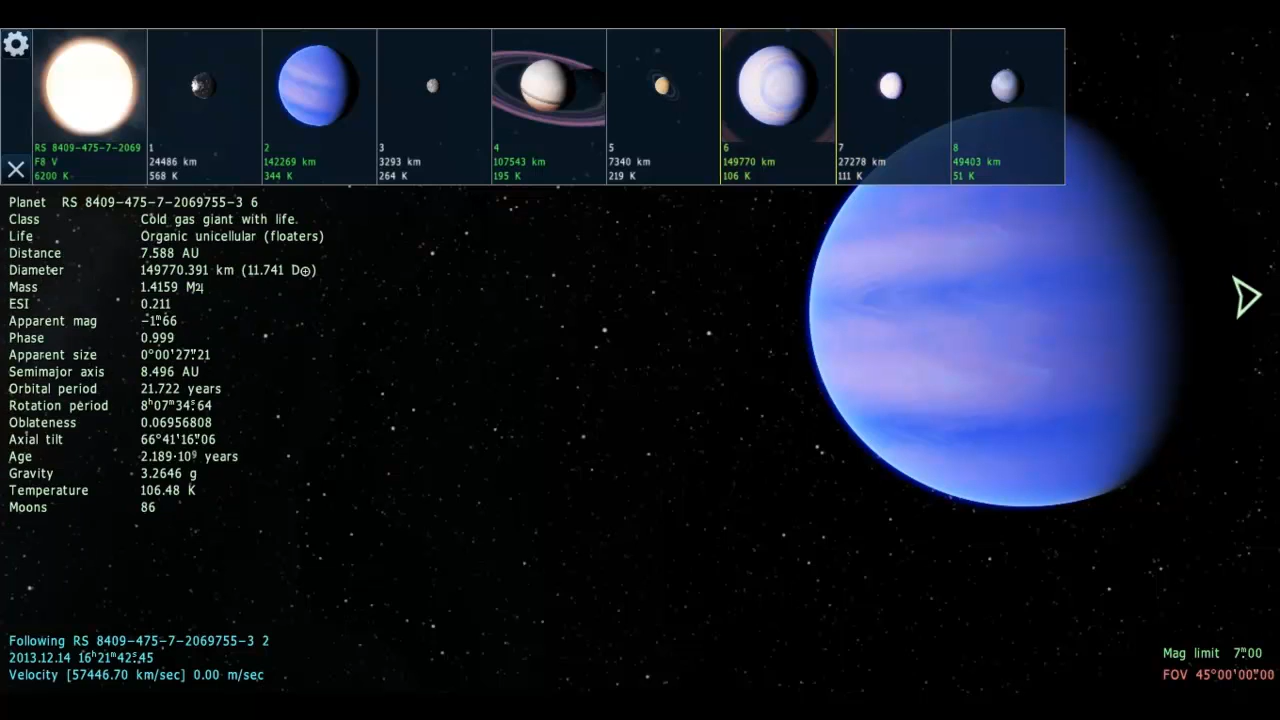 RS 8409-475-7-2069
F8 V
6200 K
1
24486 km
568 K
2
142269 km
344 K
3
3293 km
264 K
4
107543 km
195 K
5
7340 km
219 K
6
149770 km
106 K
7
27278 km
111 K
8
49403 km
51 K
Planet RS 8409-475-7-2069755-3 6
Class Cold gas giant with life.
Life Organic unicellular (floaters)
Distance 7.588 AU
Diameter 149770.391 km (11.741 D⊕)
Mass 1.4159 M♃
ESI 0.211
Apparent mag -1ᵐ.66
Phase 0.999
Apparent size 0°00'27".21
Semimajor axis 8.496 AU
Orbital period 21.722 years
Rotation period 8ʰ07ᵐ34ˢ.64
Oblateness 0.06956808
Axial tilt 66°41'16".06
Age 2.189·10⁹ years
Gravity 3.2646 g
Temperature 106.48 K
Moons 86
Following RS 8409-475-7-2069755-3 2
2013.12.14 16ʰ21ᵐ42ˢ.45
Velocity [57446.70 km/sec] 0.00 m/sec
Mag limit 7ᵐ.00
FOV 45°00'00".00